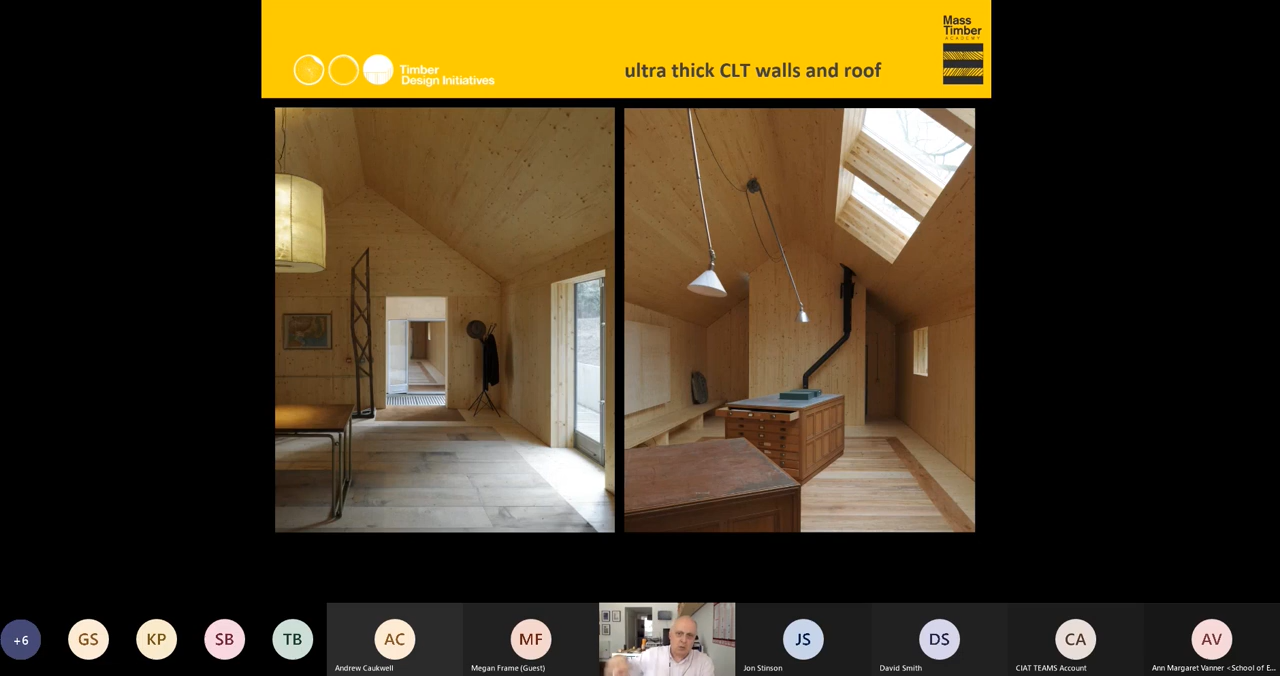 Timber
Design Initiatives
ultra thick CLT walls and roof
Mass
Timber
ACADEMY
+6
GS
KP
SB
TB
AC
Andrew Caukwell
MF
Megan Frame (Guest)
JS
Jon Stinson
DS
David Smith
CA
CIAT TEAMS Account
AV
Ann Margaret Vanner <School of E...